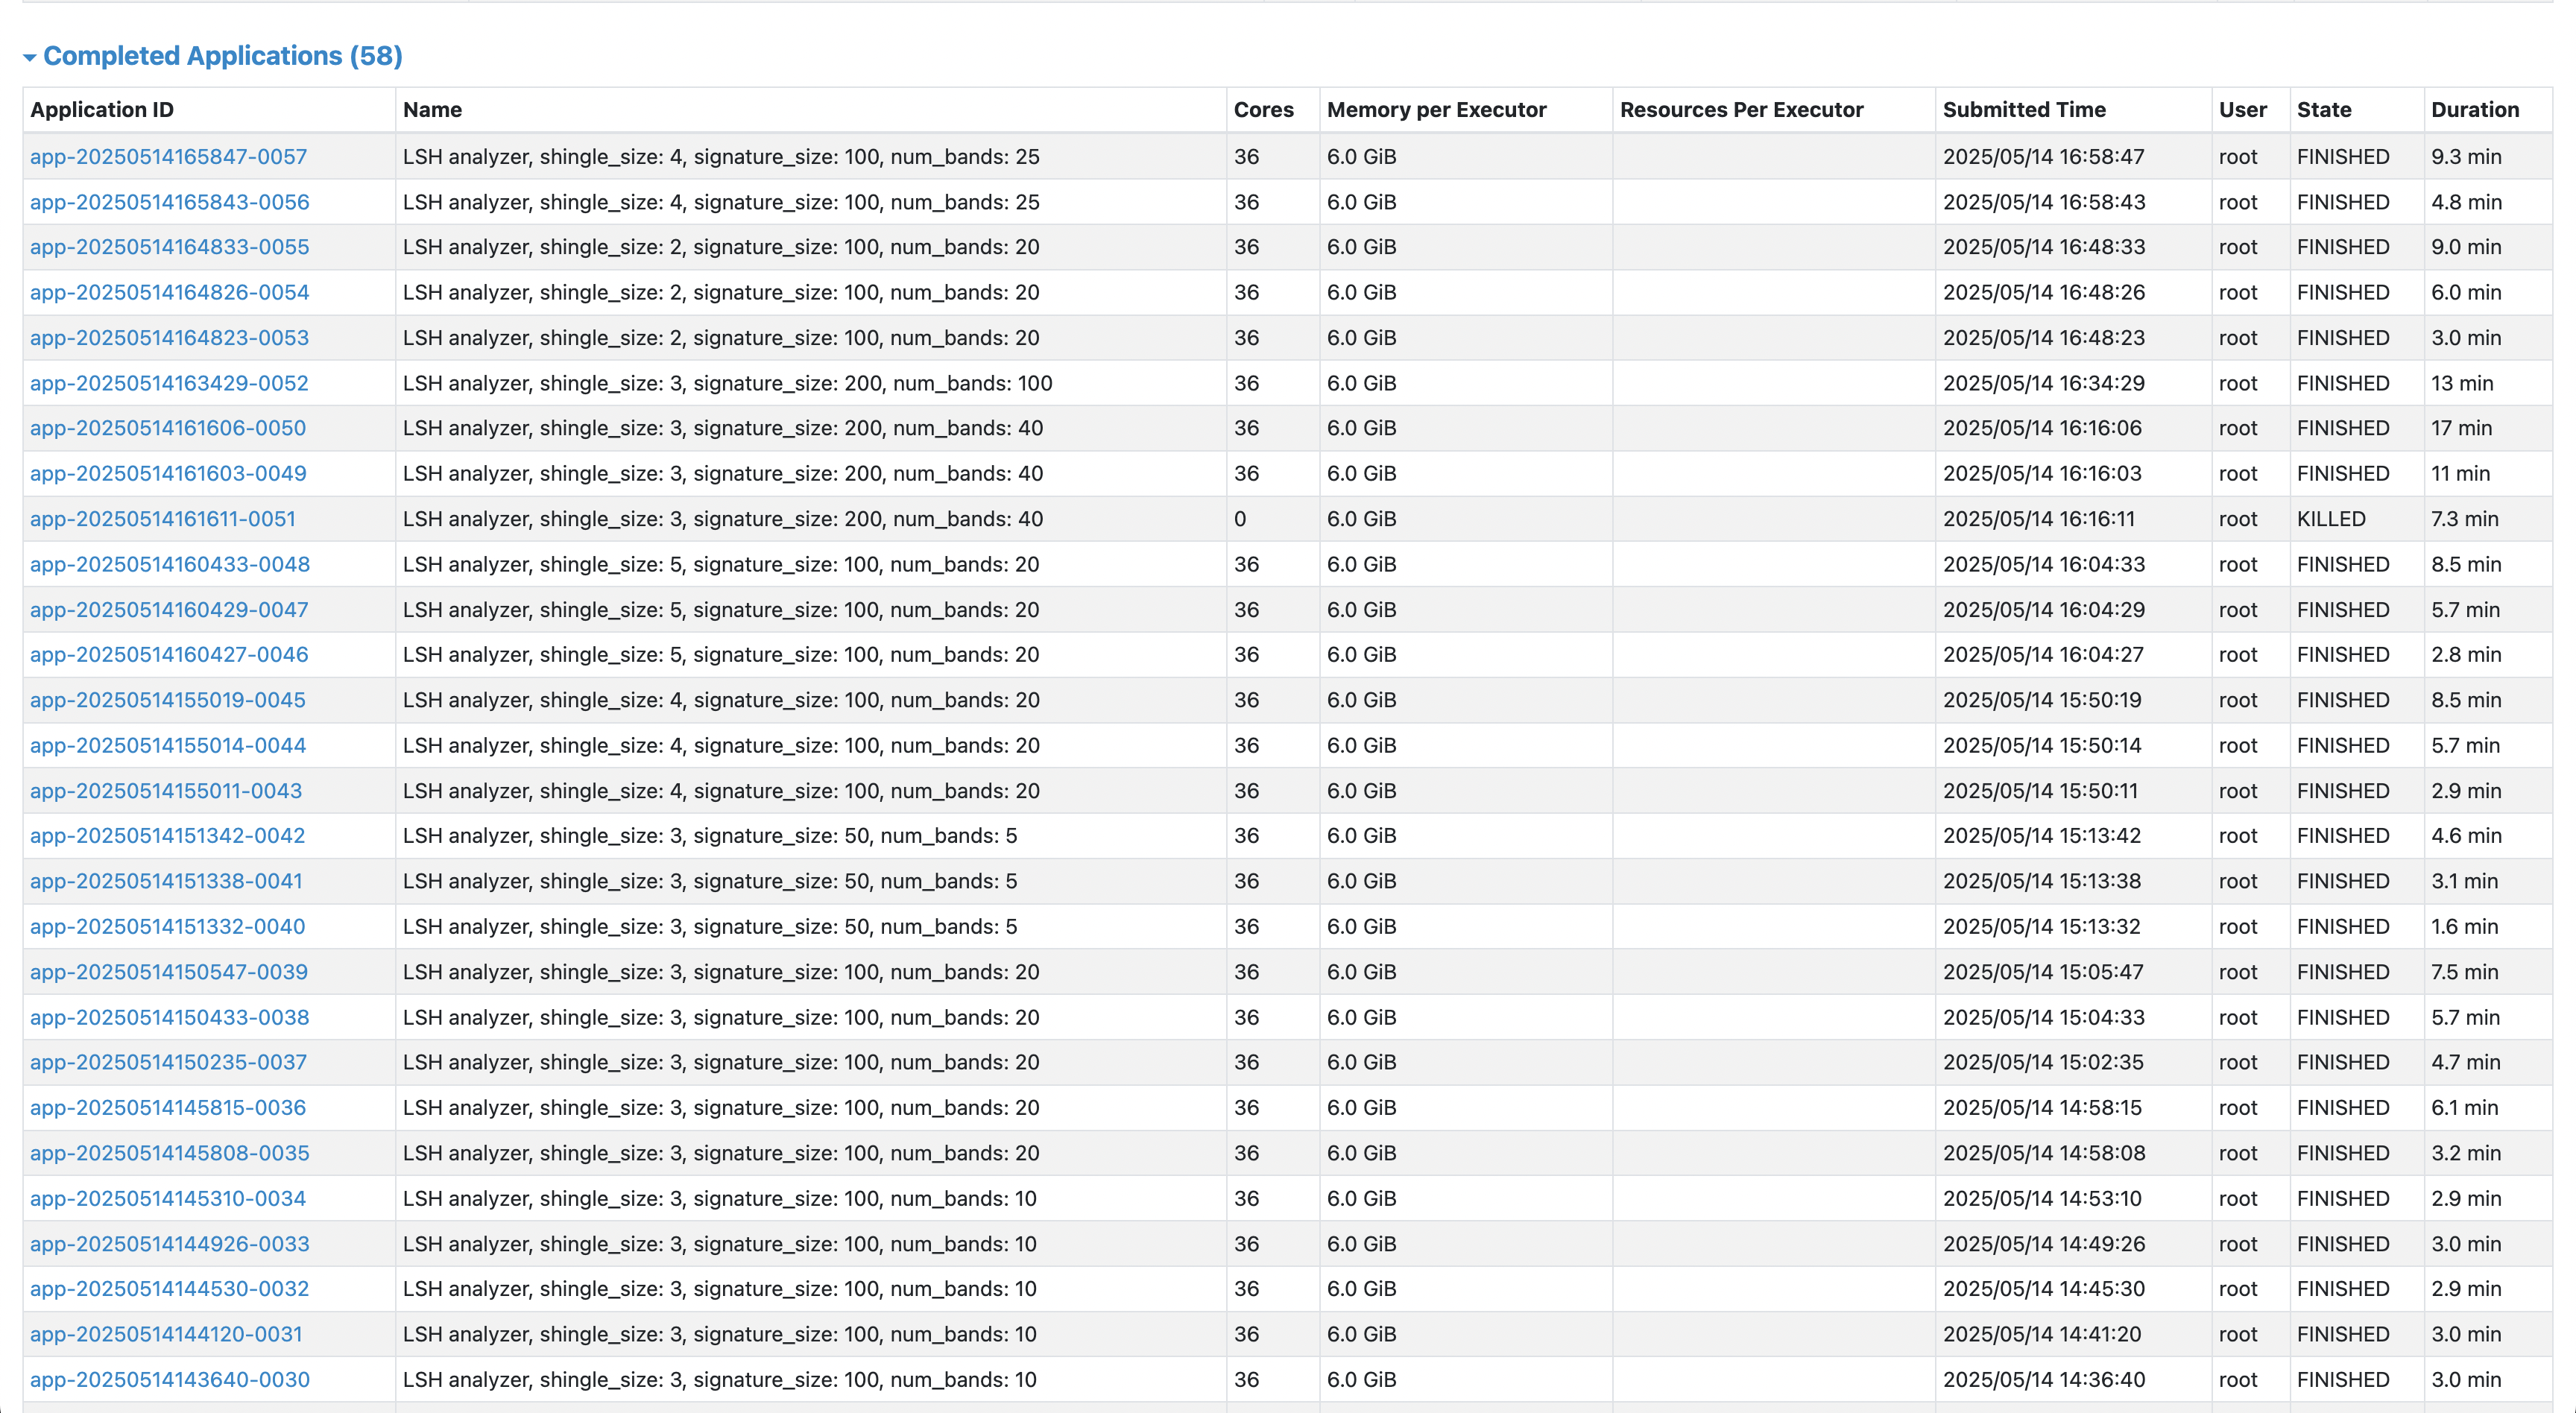 Completed Applications (58)
Application ID Name Cores Memory per Executor Resources Per Executor Submitted Time User State Duration
app-20250514165847-0057 LSH analyzer, shingle_size: 4, signature_size: 100, num_bands: 25 36 6.0 GiB 2025/05/14 16:58:47 root FINISHED 9.3 min
app-20250514165843-0056 LSH analyzer, shingle_size: 4, signature_size: 100, num_bands: 25 36 6.0 GiB 2025/05/14 16:58:43 root FINISHED 4.8 min
app-20250514164833-0055 LSH analyzer, shingle_size: 2, signature_size: 100, num_bands: 20 36 6.0 GiB 2025/05/14 16:48:33 root FINISHED 9.0 min
app-20250514164826-0054 LSH analyzer, shingle_size: 2, signature_size: 100, num_bands: 20 36 6.0 GiB 2025/05/14 16:48:26 root FINISHED 6.0 min
app-20250514164823-0053 LSH analyzer, shingle_size: 2, signature_size: 100, num_bands: 20 36 6.0 GiB 2025/05/14 16:48:23 root FINISHED 3.0 min
app-20250514163429-0052 LSH analyzer, shingle_size: 3, signature_size: 200, num_bands: 100 36 6.0 GiB 2025/05/14 16:34:29 root FINISHED 13 min
app-20250514161606-0050 LSH analyzer, shingle_size: 3, signature_size: 200, num_bands: 40 36 6.0 GiB 2025/05/14 16:16:06 root FINISHED 17 min
app-20250514161603-0049 LSH analyzer, shingle_size: 3, signature_size: 200, num_bands: 40 36 6.0 GiB 2025/05/14 16:16:03 root FINISHED 11 min
app-20250514161611-0051 LSH analyzer, shingle_size: 3, signature_size: 200, num_bands: 40 0 6.0 GiB 2025/05/14 16:16:11 root KILLED 7.3 min
app-20250514160433-0048 LSH analyzer, shingle_size: 5, signature_size: 100, num_bands: 20 36 6.0 GiB 2025/05/14 16:04:33 root FINISHED 8.5 min
app-20250514160429-0047 LSH analyzer, shingle_size: 5, signature_size: 100, num_bands: 20 36 6.0 GiB 2025/05/14 16:04:29 root FINISHED 5.7 min
app-20250514160427-0046 LSH analyzer, shingle_size: 5, signature_size: 100, num_bands: 20 36 6.0 GiB 2025/05/14 16:04:27 root FINISHED 2.8 min
app-20250514155019-0045 LSH analyzer, shingle_size: 4, signature_size: 100, num_bands: 20 36 6.0 GiB 2025/05/14 15:50:19 root FINISHED 8.5 min
app-20250514155014-0044 LSH analyzer, shingle_size: 4, signature_size: 100, num_bands: 20 36 6.0 GiB 2025/05/14 15:50:14 root FINISHED 5.7 min
app-20250514155011-0043 LSH analyzer, shingle_size: 4, signature_size: 100, num_bands: 20 36 6.0 GiB 2025/05/14 15:50:11 root FINISHED 2.9 min
app-20250514151342-0042 LSH analyzer, shingle_size: 3, signature_size: 50, num_bands: 5 36 6.0 GiB 2025/05/14 15:13:42 root FINISHED 4.6 min
app-20250514151338-0041 LSH analyzer, shingle_size: 3, signature_size: 50, num_bands: 5 36 6.0 GiB 2025/05/14 15:13:38 root FINISHED 3.1 min
app-20250514151332-0040 LSH analyzer, shingle_size: 3, signature_size: 50, num_bands: 5 36 6.0 GiB 2025/05/14 15:13:32 root FINISHED 1.6 min
app-20250514150547-0039 LSH analyzer, shingle_size: 3, signature_size: 100, num_bands: 20 36 6.0 GiB 2025/05/14 15:05:47 root FINISHED 7.5 min
app-20250514150433-0038 LSH analyzer, shingle_size: 3, signature_size: 100, num_bands: 20 36 6.0 GiB 2025/05/14 15:04:33 root FINISHED 5.7 min
app-20250514150235-0037 LSH analyzer, shingle_size: 3, signature_size: 100, num_bands: 20 36 6.0 GiB 2025/05/14 15:02:35 root FINISHED 4.7 min
app-20250514145815-0036 LSH analyzer, shingle_size: 3, signature_size: 100, num_bands: 20 36 6.0 GiB 2025/05/14 14:58:15 root FINISHED 6.1 min
app-20250514145808-0035 LSH analyzer, shingle_size: 3, signature_size: 100, num_bands: 20 36 6.0 GiB 2025/05/14 14:58:08 root FINISHED 3.2 min
app-20250514145310-0034 LSH analyzer, shingle_size: 3, signature_size: 100, num_bands: 10 36 6.0 GiB 2025/05/14 14:53:10 root FINISHED 2.9 min
app-20250514144926-0033 LSH analyzer, shingle_size: 3, signature_size: 100, num_bands: 10 36 6.0 GiB 2025/05/14 14:49:26 root FINISHED 3.0 min
app-20250514144530-0032 LSH analyzer, shingle_size: 3, signature_size: 100, num_bands: 10 36 6.0 GiB 2025/05/14 14:45:30 root FINISHED 2.9 min
app-20250514144120-0031 LSH analyzer, shingle_size: 3, signature_size: 100, num_bands: 10 36 6.0 GiB 2025/05/14 14:41:20 root FINISHED 3.0 min
app-20250514143640-0030 LSH analyzer, shingle_size: 3, signature_size: 100, num_bands: 10 36 6.0 GiB 2025/05/14 14:36:40 root FINISHED 3.0 min